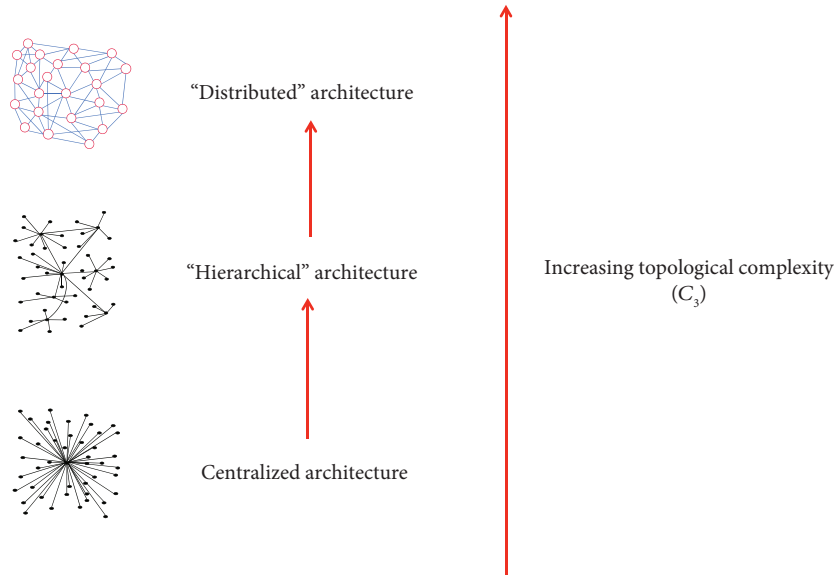 “Distributed” architecture
“Hierarchical” architecture
Increasing topological complexity
(C₃)
Centralized architecture